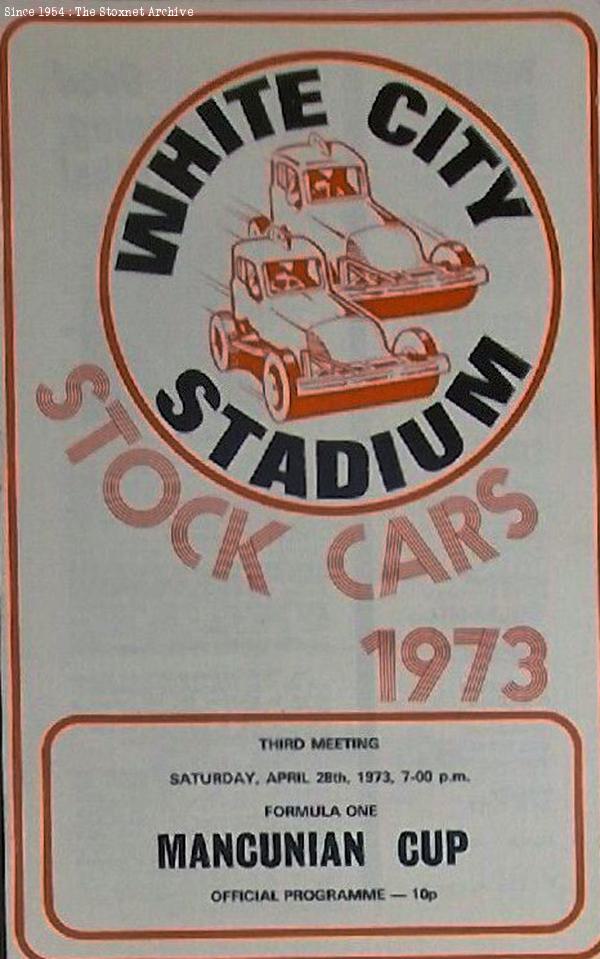 Since 1954 : The Stoxnet Archive
WHITE CITY
STADIUM
STOCK CARS
1973
THIRD MEETING
SATURDAY, APRIL 28th, 1973, 7-00 p.m.
FORMULA ONE
MANCUNIAN CUP
OFFICIAL PROGRAMME — 10p